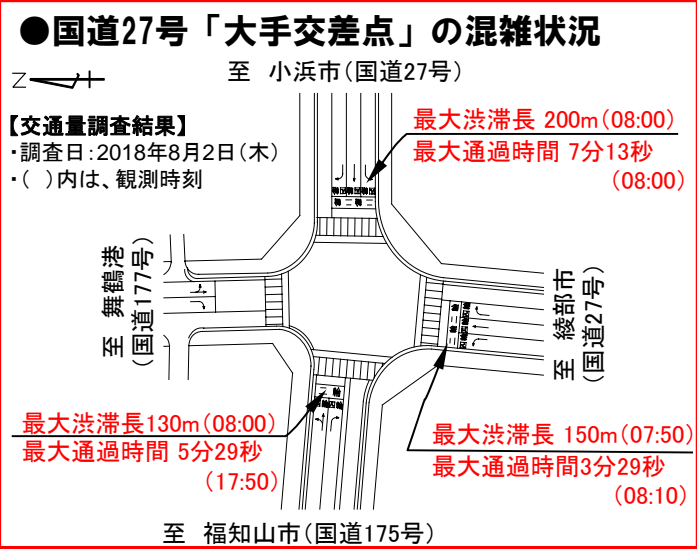 ●国道27号「大手交差点」の混雑状況
Z
至 小浜市(国道27号)
【交通量調査結果】
・調査日:2018年8月2日(木)
・( )内は、観測時刻
最大渋滞長 200m(08:00)
最大通過時間 7分13秒
(08:00)
至 舞鶴港
(国道177号)
至 綾部市
(国道27号)
最大渋滞長130m(08:00)
最大通過時間 5分29秒
(17:50)
最大渋滞長 150m(07:50)
最大通過時間3分29秒
(08:10)
至 福知山市(国道175号)